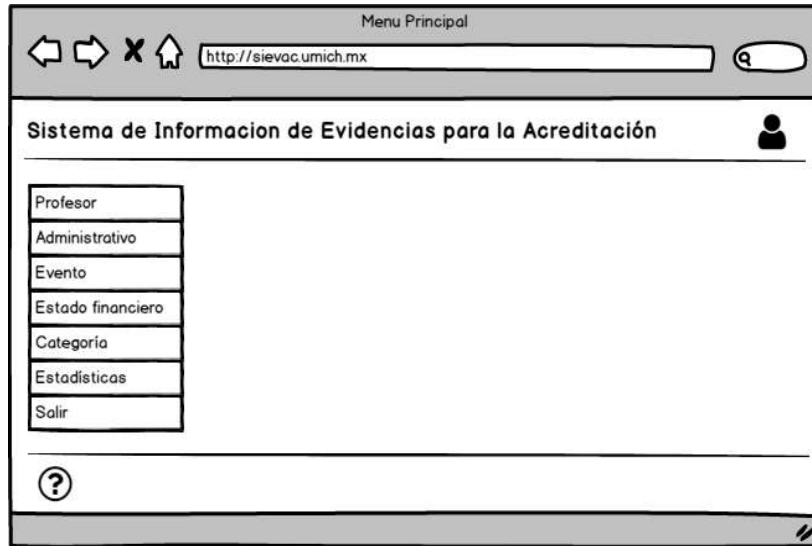 Menu Principal
http://sievac.umich.mx
Sistema de Informacion de Evidencias para la Acreditación
Profesor
Administrativo
Evento
Estado financiero
Categoría
Estadísticas
Salir
?